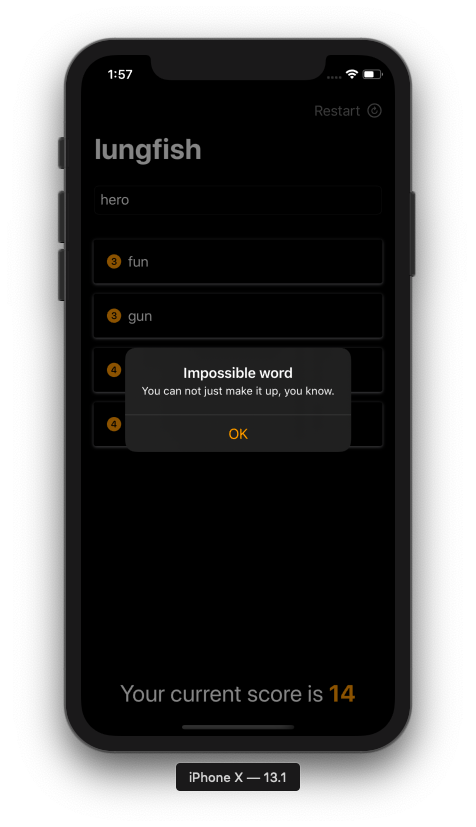 1:57
Restart
lungfish
hero
3 fun
3 gun
4
4
Impossible word
You can not just make it up, you know.
OK
Your current score is 14
iPhone X — 13.1